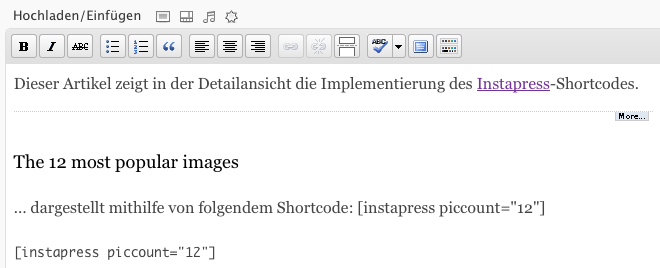 Hochladen/Einfügen
B I ABC ABC
Dieser Artikel zeigt in der Detailansicht die Implementierung des Instapress-Shortcodes.
More...
The 12 most popular images
... dargestellt mithilfe von folgendem Shortcode: [instapress piccount="12"]
[instapress piccount="12"]